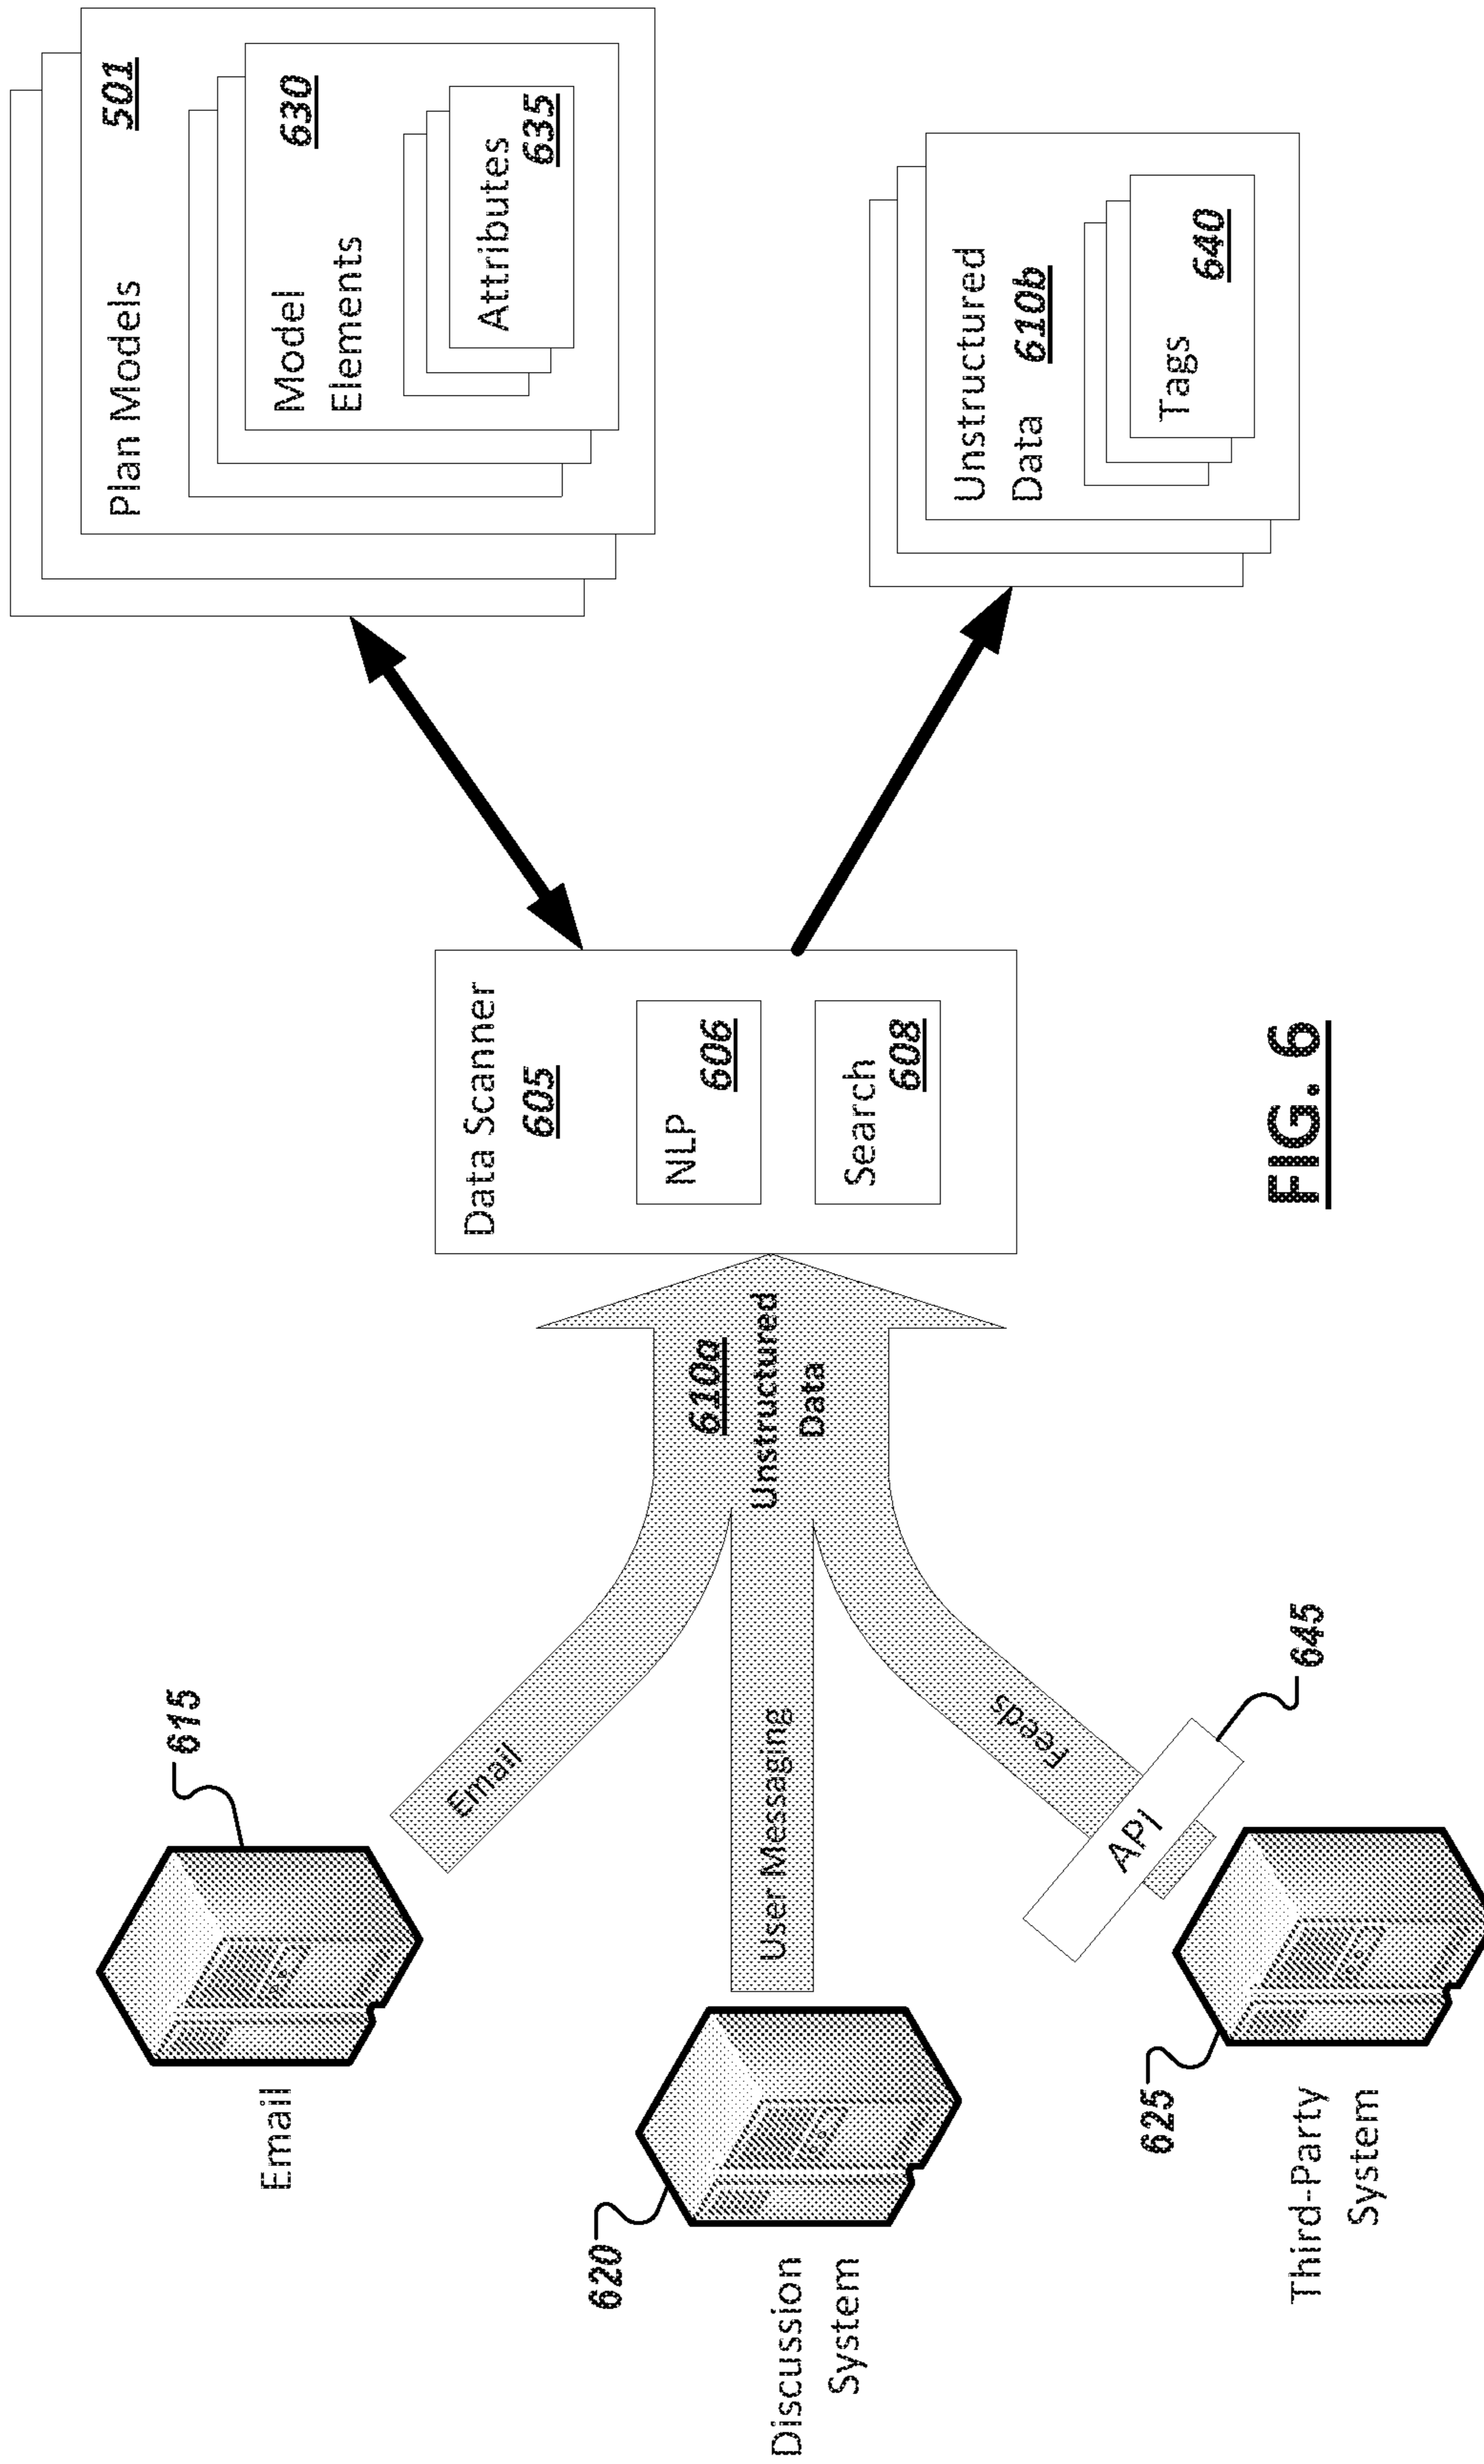 Email
615
Discussion
System
620
Third-Party
System
625
Email
User Messaging
Feeds
API
645
610a
Unstructured
Data
Data Scanner
605
NLP
606
Search
608
Plan Models
501
Model
630
Elements
Attributes
635
Unstructured
Data 610b
Tags
640
FIG. 6